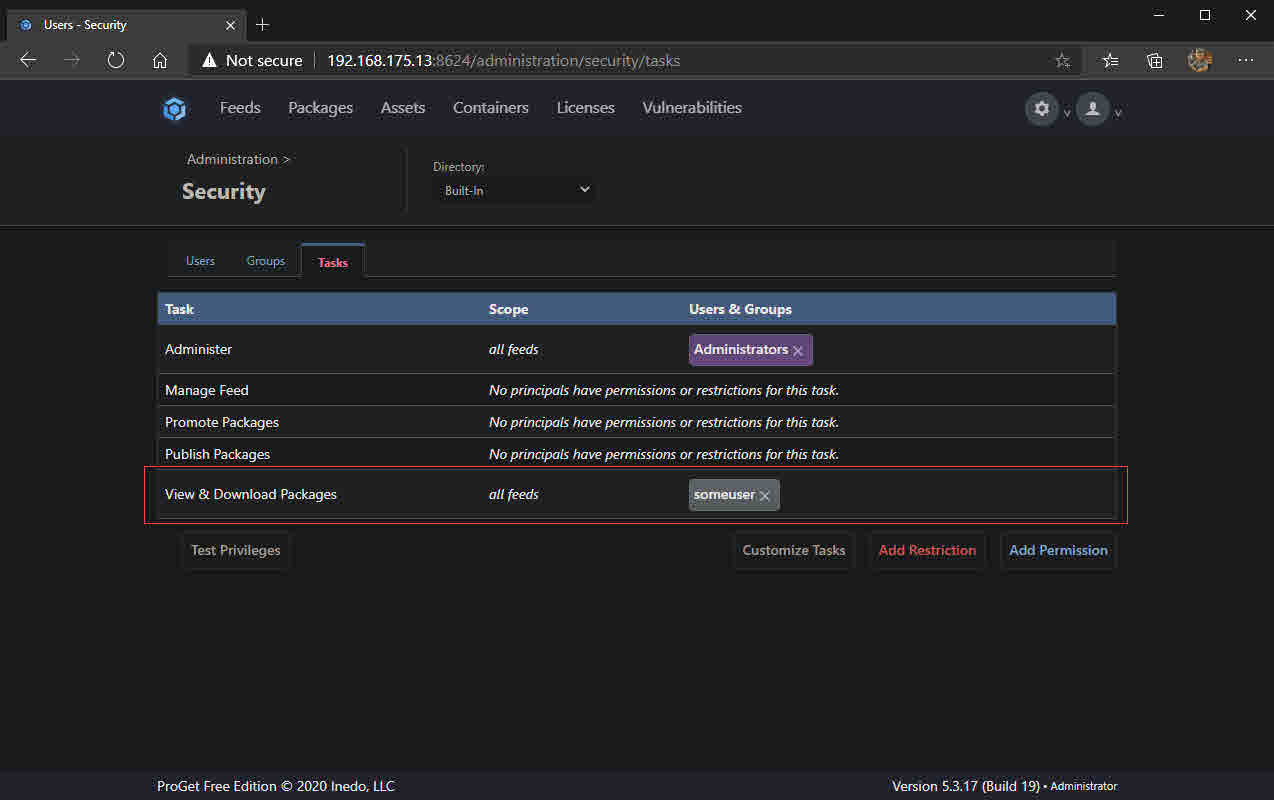 Users - Security
Not secure 192.168.175.13:8624/administration/security/tasks
Feeds Packages Assets Containers Licenses Vulnerabilities
Administration >
Security
Directory:
Built-In
Users Groups Tasks
Task Scope Users & Groups
Administer all feeds Administrators
Manage Feed No principals have permissions or restrictions for this task.
Promote Packages No principals have permissions or restrictions for this task.
Publish Packages No principals have permissions or restrictions for this task.
View & Download Packages all feeds someuser
Test Privileges Customize Tasks Add Restriction Add Permission
ProGet Free Edition © 2020 Inedo, LLC Version 5.3.17 (Build 19) • Administrator